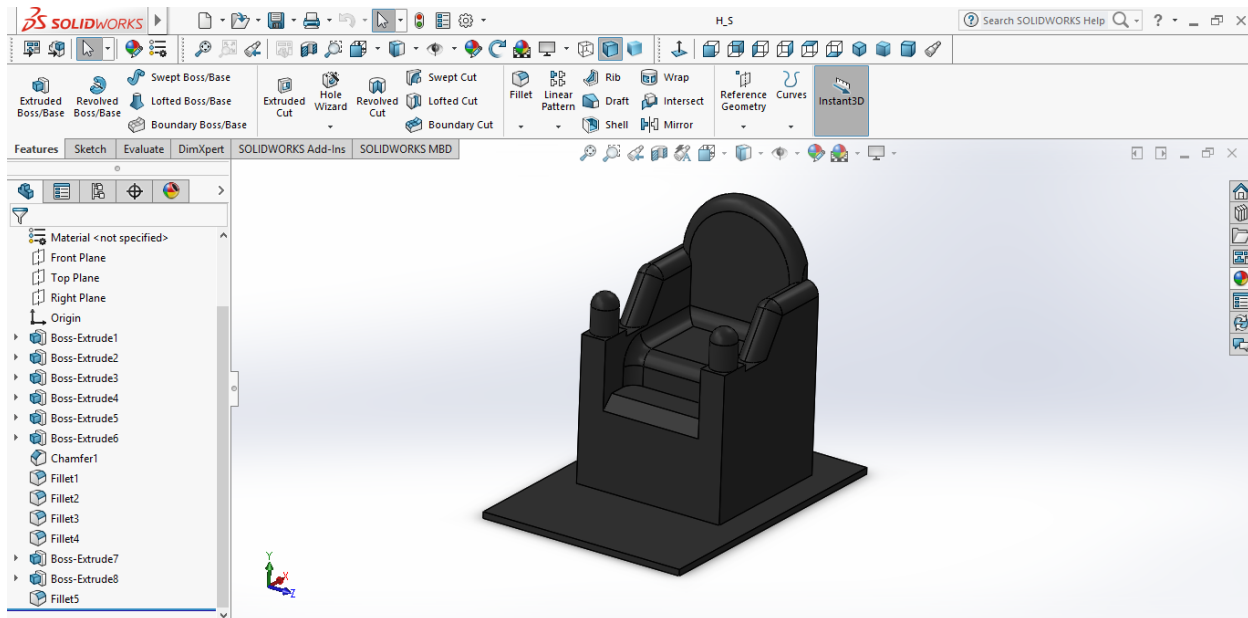 SOLIDWORKS
H_S
Search SOLIDWORKS Help
?
Extruded Boss/Base
Revolved Boss/Base
Swept Boss/Base
Lofted Boss/Base
Boundary Boss/Base
Extruded Cut
Hole Wizard
Revolved Cut
Swept Cut
Lofted Cut
Boundary Cut
Fillet
Linear Pattern
Rib
Draft
Shell
Wrap
Intersect
Mirror
Reference Geometry
Curves
Instant3D
Features
Sketch
Evaluate
DimXpert
SOLIDWORKS Add-Ins
SOLIDWORKS MBD
Material <not specified>
Front Plane
Top Plane
Right Plane
Origin
Boss-Extrude1
Boss-Extrude2
Boss-Extrude3
Boss-Extrude4
Boss-Extrude5
Boss-Extrude6
Chamfer1
Fillet1
Fillet2
Fillet3
Fillet4
Boss-Extrude7
Boss-Extrude8
Fillet5
Y
X
Z